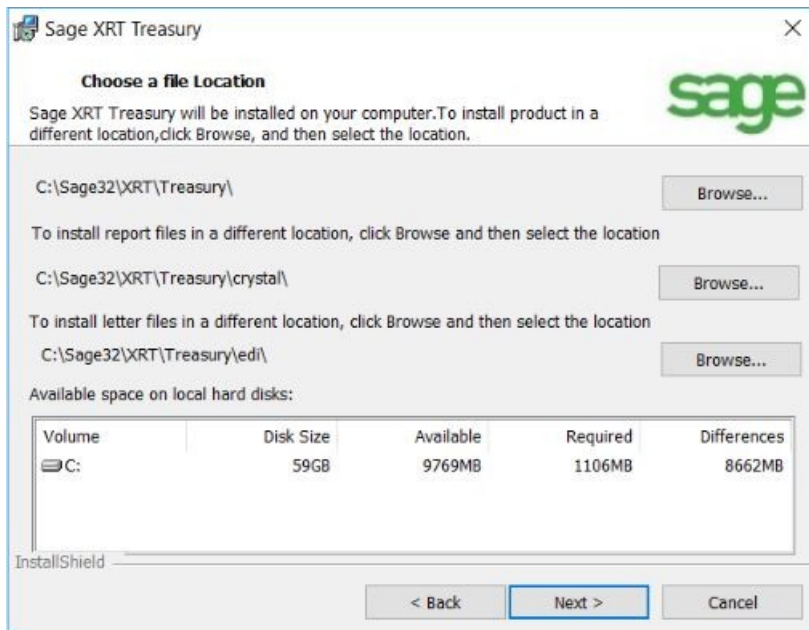 Sage XRT Treasury
Choose a file Location
sage
Sage XRT Treasury will be installed on your computer.To install product in a
different location,click Browse, and then select the location.
C:\Sage32\XRT\Treasury\
Browse...
To install report files in a different location, click Browse and then select the location
C:\Sage32\XRT\Treasury\crystal\
Browse...
To install letter files in a different location, click Browse and then select the location
C:\Sage32\XRT\Treasury\edi\
Browse...
Available space on local hard disks:
Volume Disk Size Available Required Differences
C: 59GB 9769MB 1106MB 8662MB
InstallShield
< Back Next > Cancel